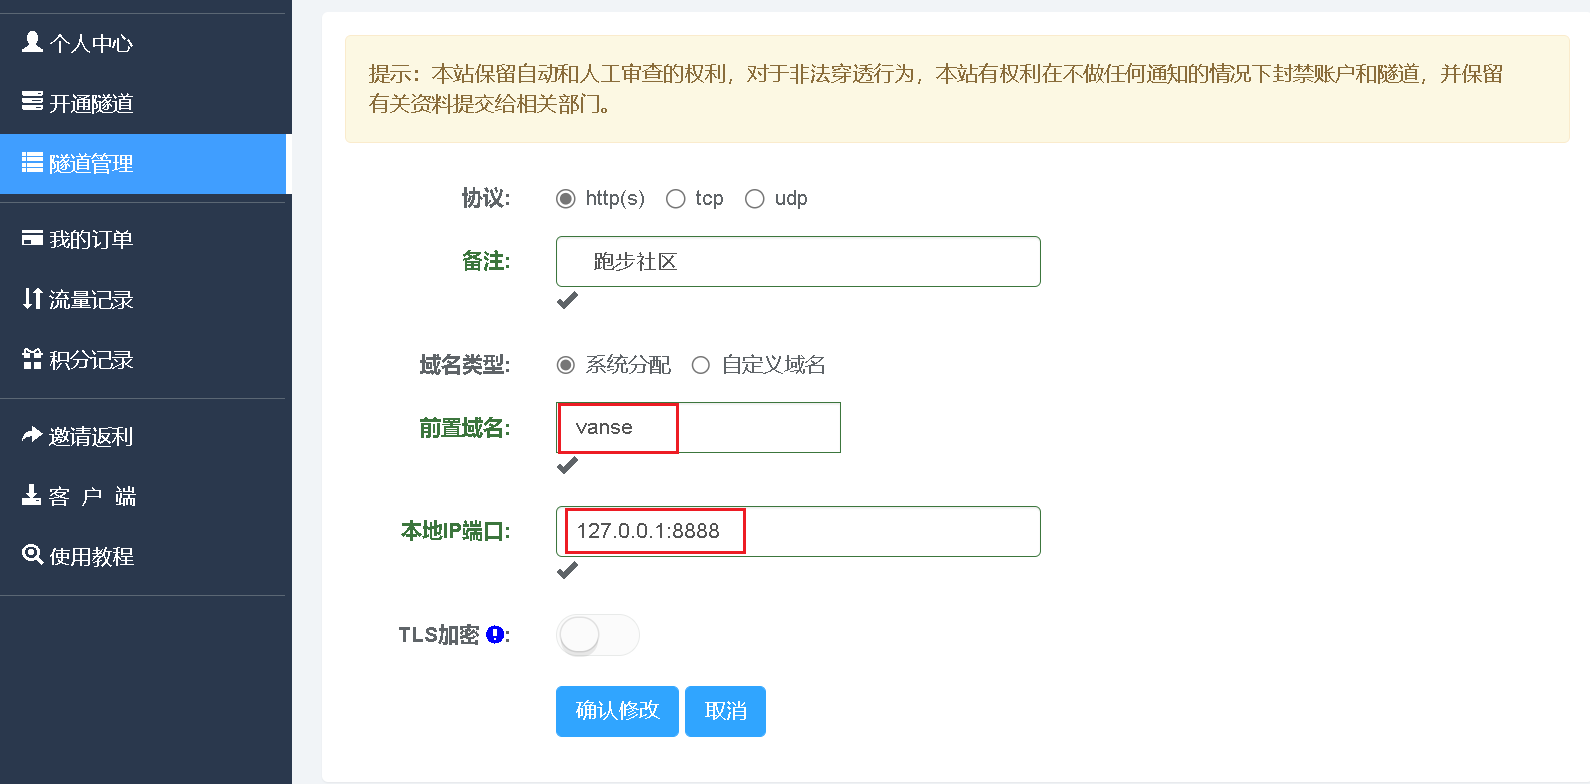 个人中心
开通隧道
隧道管理
我的订单
流量记录
积分记录
邀请返利
客 户 端
使用教程
提示：本站保留自动和人工审查的权利，对于非法穿透行为，本站有权利在不做任何通知的情况下封禁账户和隧道，并保留
有关资料提交给相关部门。
协议: http(s) tcp udp
备注: 跑步社区
域名类型: 系统分配 自定义域名
前置域名: vanse
本地IP端口: 127.0.0.1:8888
TLS加密 :
确认修改 取消